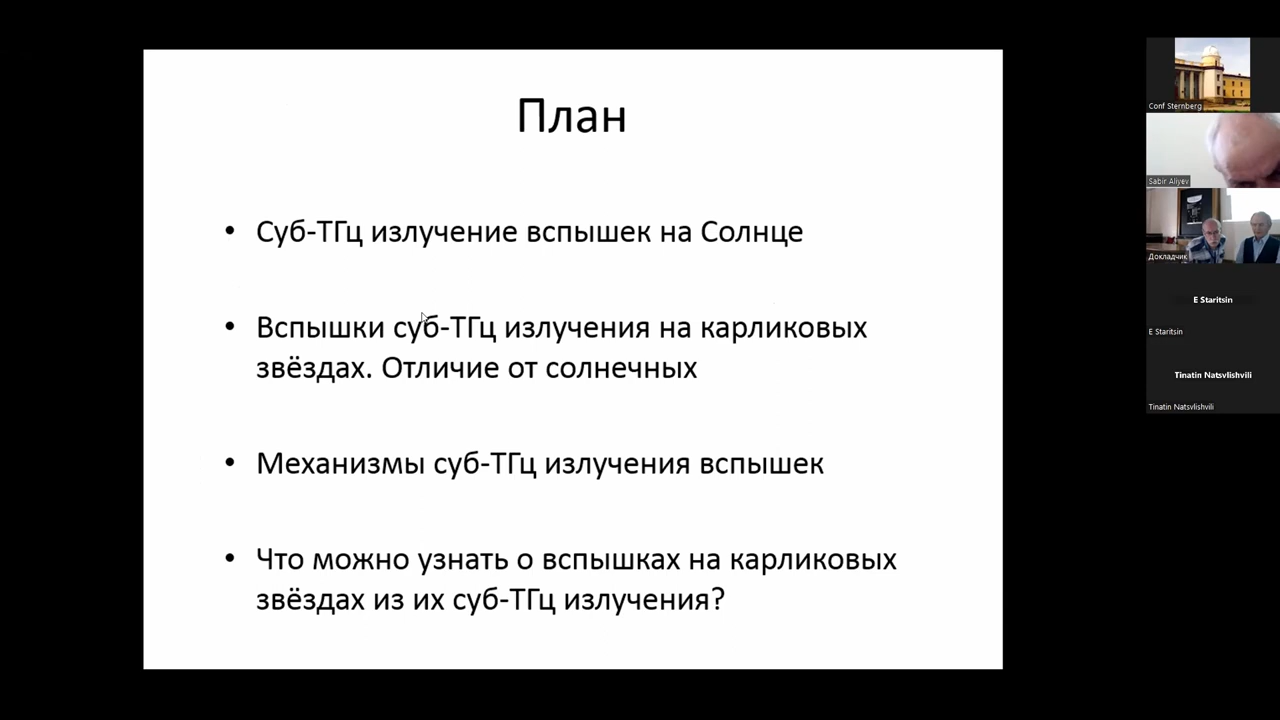 План
• Суб-ТГц излучение вспышек на Солнце
• Вспышки суб-ТГц излучения на карликовых
звёздах. Отличие от солнечных
• Механизмы суб-ТГц излучения вспышек
• Что можно узнать о вспышках на карликовых
звёздах из их суб-ТГц излучения?
Conf Sternberg
Sabir Aliyev
Докладчик
E Staritsin
E Staritsin
Tinatin Natsvlishvili
Tinatin Natsvlishvili